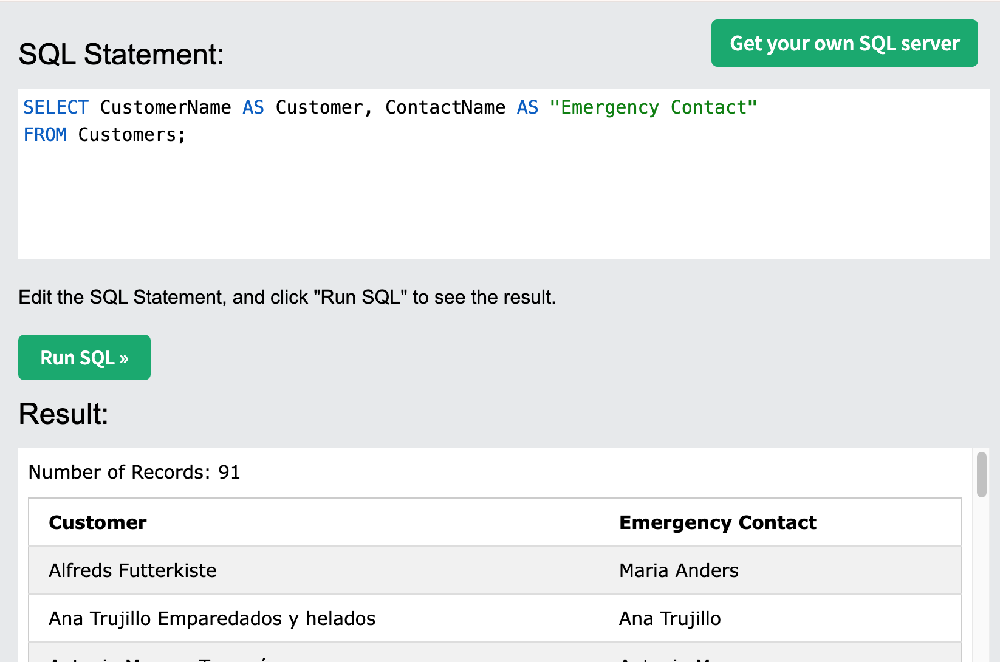 SQL Statement:
Get your own SQL server
SELECT CustomerName AS Customer, ContactName AS "Emergency Contact"
FROM Customers;
Edit the SQL Statement, and click "Run SQL" to see the result.
Run SQL »
Result:
Number of Records: 91
Customer Emergency Contact
Alfreds Futterkiste Maria Anders
Ana Trujillo Emparedados y helados Ana Trujillo